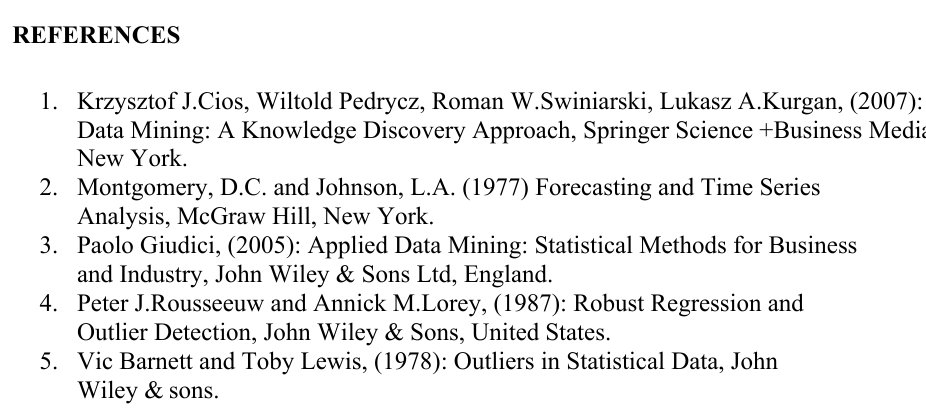 REFERENCES
1. Krzysztof J.Cios, Wiltold Pedrycz, Roman W.Swiniarski, Lukasz A.Kurgan, (2007):
Data Mining: A Knowledge Discovery Approach, Springer Science +Business Media
New York.
2. Montgomery, D.C. and Johnson, L.A. (1977) Forecasting and Time Series
Analysis, McGraw Hill, New York.
3. Paolo Giudici, (2005): Applied Data Mining: Statistical Methods for Business
and Industry, John Wiley & Sons Ltd, England.
4. Peter J.Rousseeuw and Annick M.Lorey, (1987): Robust Regression and
Outlier Detection, John Wiley & Sons, United States.
5. Vic Barnett and Toby Lewis, (1978): Outliers in Statistical Data, John
Wiley & sons.